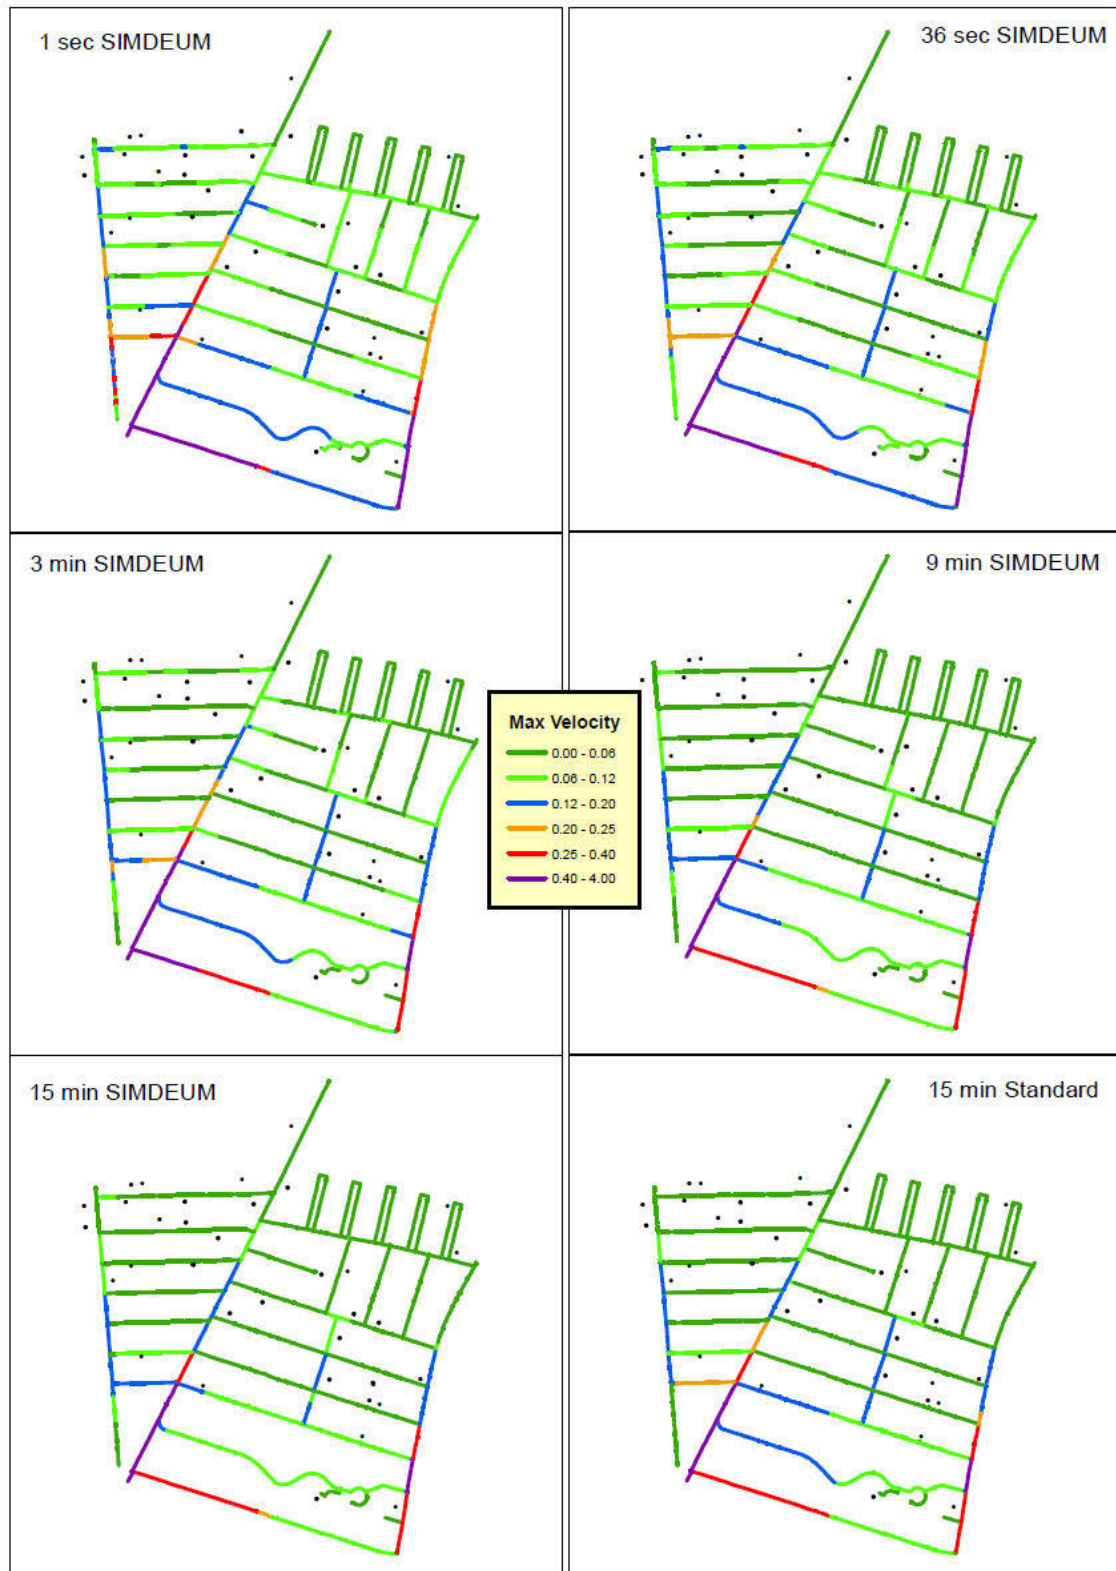 1 sec SIMDEUM
36 sec SIMDEUM
3 min SIMDEUM
9 min SIMDEUM
Max Velocity
0.00 - 0.06
0.06 - 0.12
0.12 - 0.20
0.20 - 0.25
0.25 - 0.40
0.40 - 4.00
15 min SIMDEUM
15 min Standard